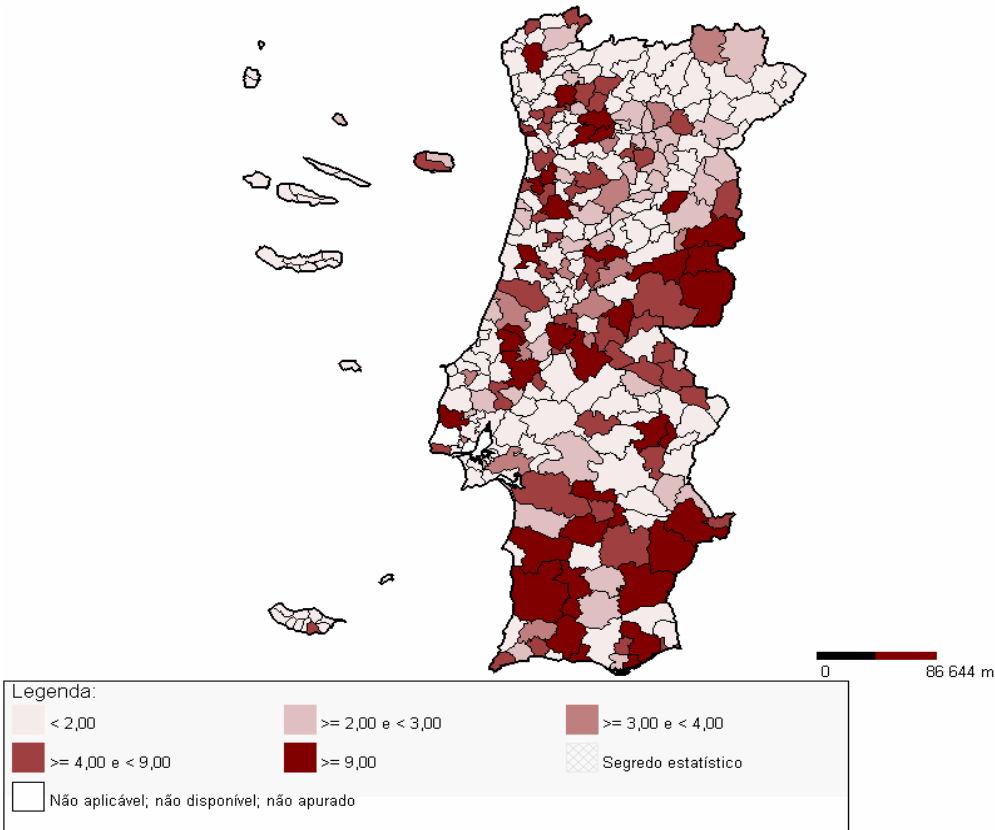 0 86 644 m
Legenda:
< 2,00 >= 2,00 e < 3,00 >= 3,00 e < 4,00
>= 4,00 e < 9,00 >= 9,00 Segredo estatístico
Não aplicável; não disponível; não apurado